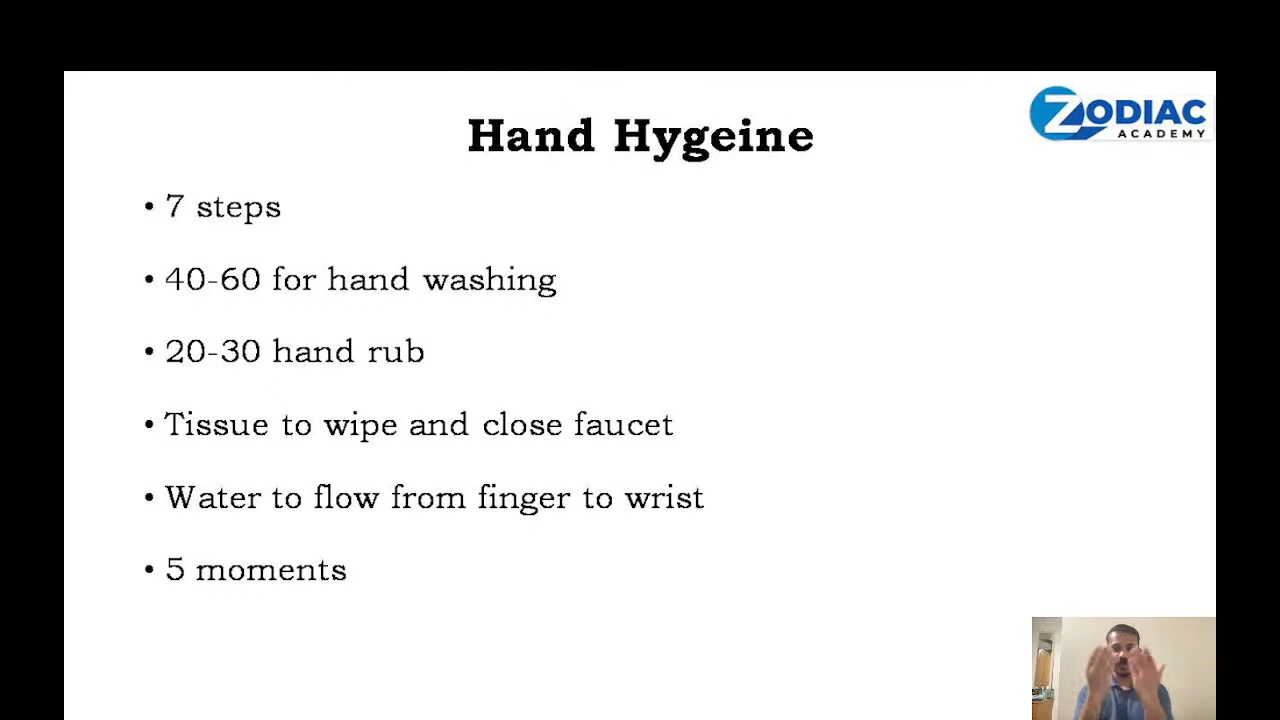 ZODIAC
ACADEMY
Hand Hygeine
• 7 steps
• 40-60 for hand washing
• 20-30 hand rub
• Tissue to wipe and close faucet
• Water to flow from finger to wrist
• 5 moments